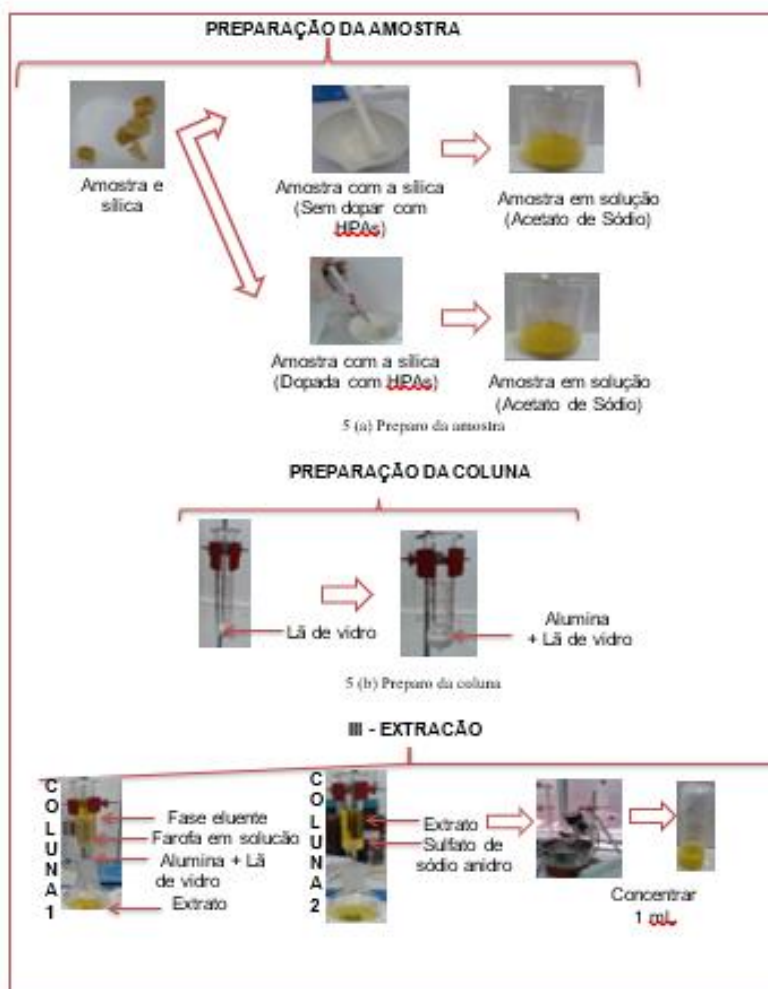 PREPARAÇÃO DA AMOSTRA
Amostra e
sílica
Amostra com a sílica
(Sem dopar com
HPAs)
Amostra em solução
(Acetato de Sódio)
Amostra com a sílica
(Dopada com HPAs)
Amostra em solução
(Acetato de Sódio)
5 (a) Preparo da amostra
PREPARAÇÃO DA COLUNA
Lã de vidro
Alumina
+ Lã de vidro
5 (b) Preparo da coluna
III - EXTRACÃO
COLUNA 1
Fase eluente
Farofa em solucão
Alumina + Lã
de vidro
Extrato
COLUNA 2
Extrato
Sulfato de
sódio anidro
Concentrar
1 mL